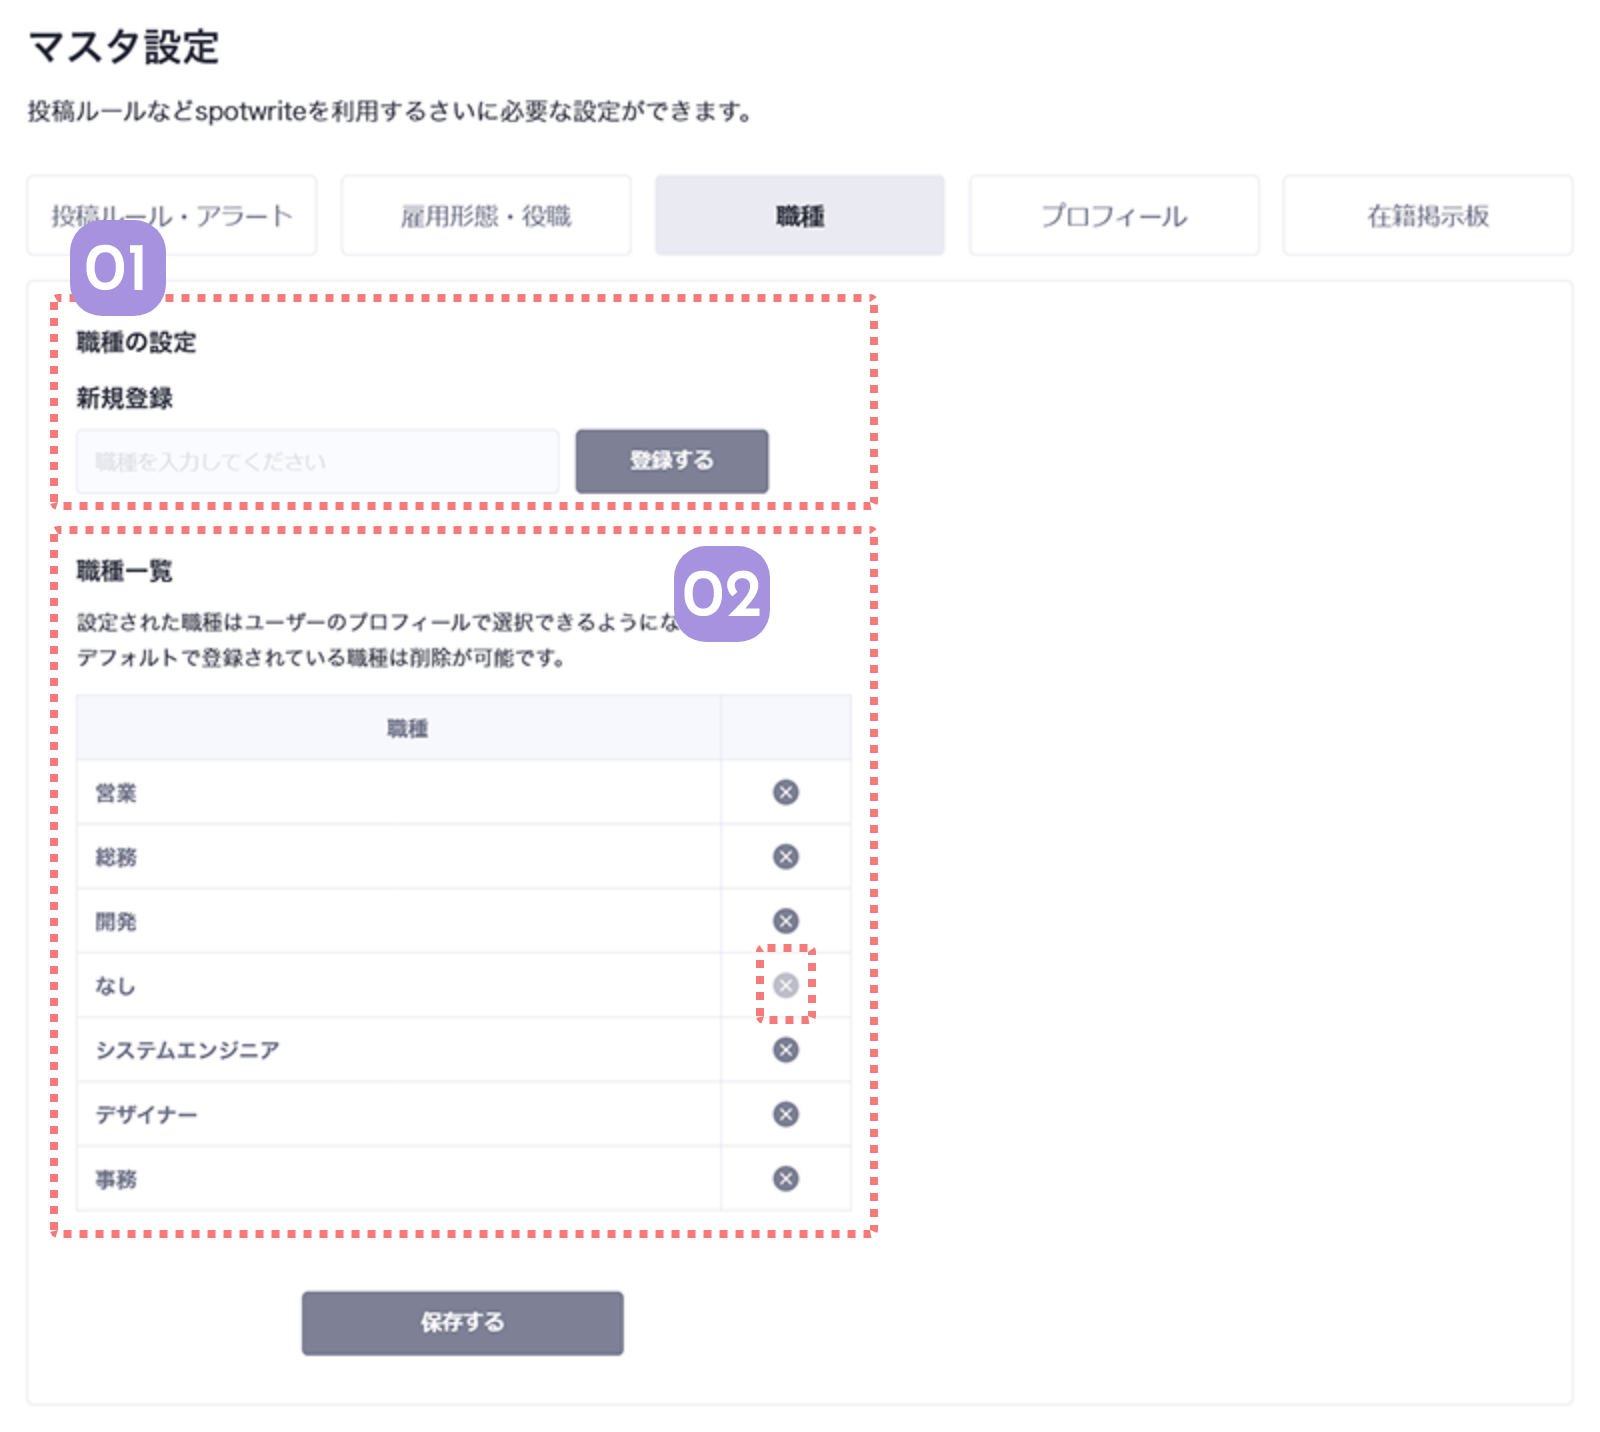 マスタ設定
投稿ルールなどspotwriteを利用するさいに必要な設定ができます。
投稿ルール・アラート
雇用形態・役職
職種
プロフィール
在籍掲示板
01
職種の設定
新規登録
職種を入力してください
登録する
02
職種一覧
設定された職種はユーザーのプロフィールで選択できるようにな
デフォルトで登録されている職種は削除が可能です。
職種
営業
総務
開発
なし
システムエンジニア
デザイナー
事務
保存する